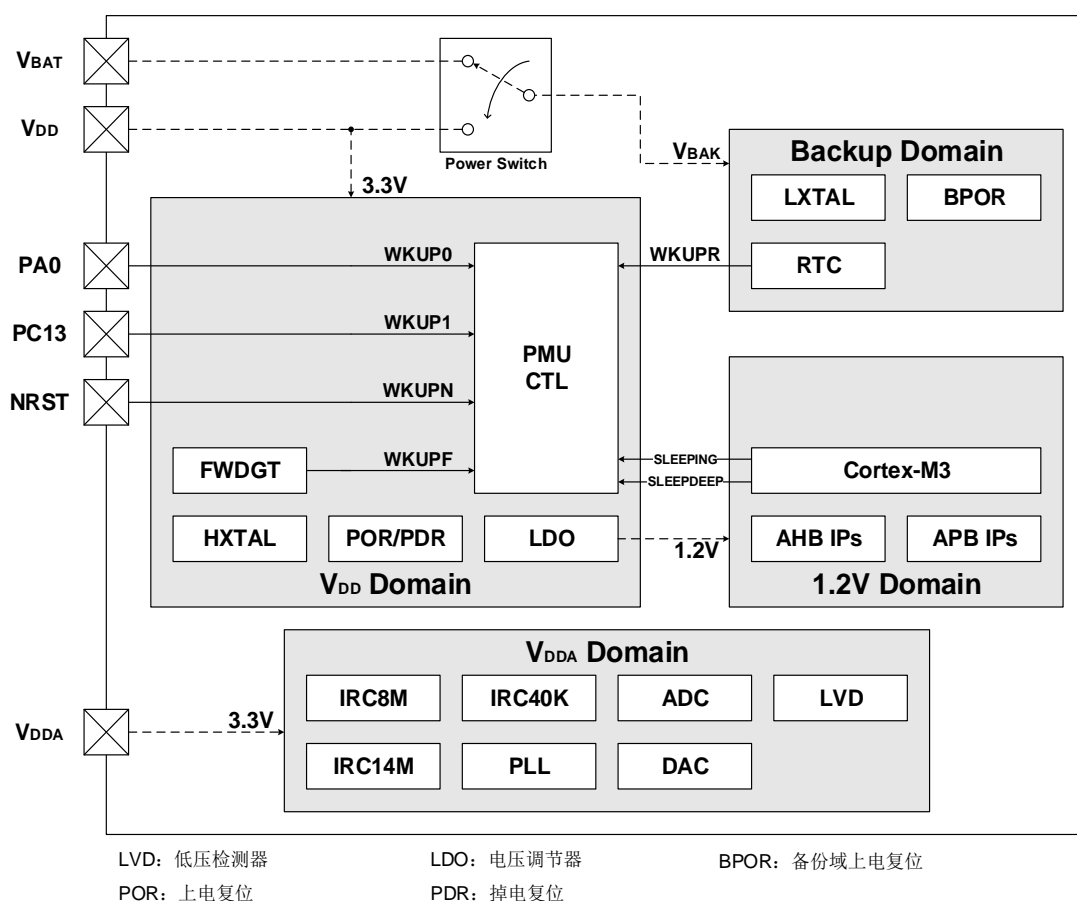 VBAT
VDD
Power Switch
3.3V
VBAK
Backup Domain
LXTAL
BPOR
RTC
WKUPR
PA0
WKUP0
PC13
WKUP1
NRST
WKUPN
PMU
CTL
FWDGT
WKUPF
SLEEPING
SLEEPDEEP
Cortex-M3
HXTAL
POR/PDR
LDO
1.2V
AHB IPs
APB IPs
VDD Domain
1.2V Domain
VDDA Domain
IRC8M
IRC40K
ADC
LVD
VDDA
3.3V
IRC14M
PLL
DAC
LVD：低压检测器
LDO：电压调节器
BPOR：备份域上电复位
POR：上电复位
PDR：掉电复位